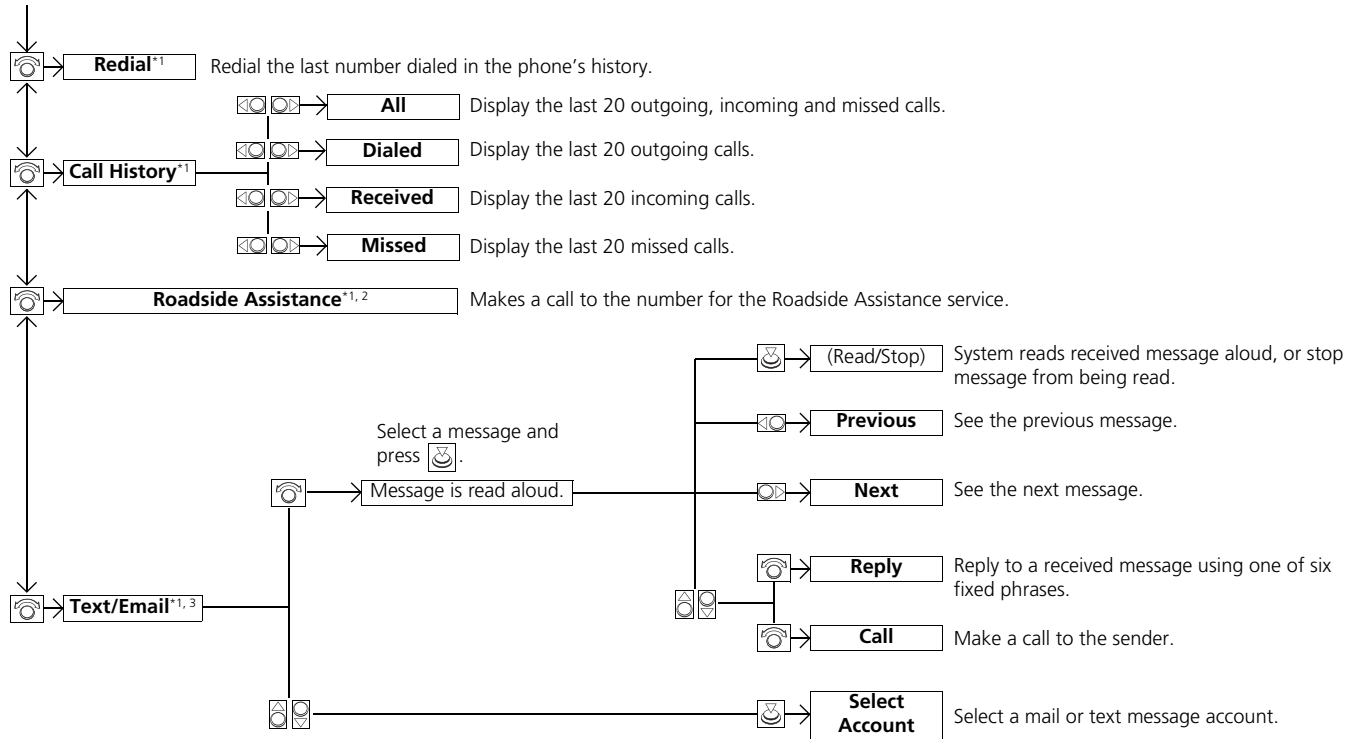 Redial*1 Redial the last number dialed in the phone's history.
All Display the last 20 outgoing, incoming and missed calls.
Dialed Display the last 20 outgoing calls.
Call History*1
Received Display the last 20 incoming calls.
Missed Display the last 20 missed calls.
Roadside Assistance*1, 2 Makes a call to the number for the Roadside Assistance service.
(Read/Stop) System reads received message aloud, or stop
message from being read.
Previous See the previous message.
Select a message and
press .
Message is read aloud.
Next See the next message.
Reply Reply to a received message using one of six
fixed phrases.
Text/Email*1, 3
Call Make a call to the sender.
Select
Account
Select a mail or text message account.